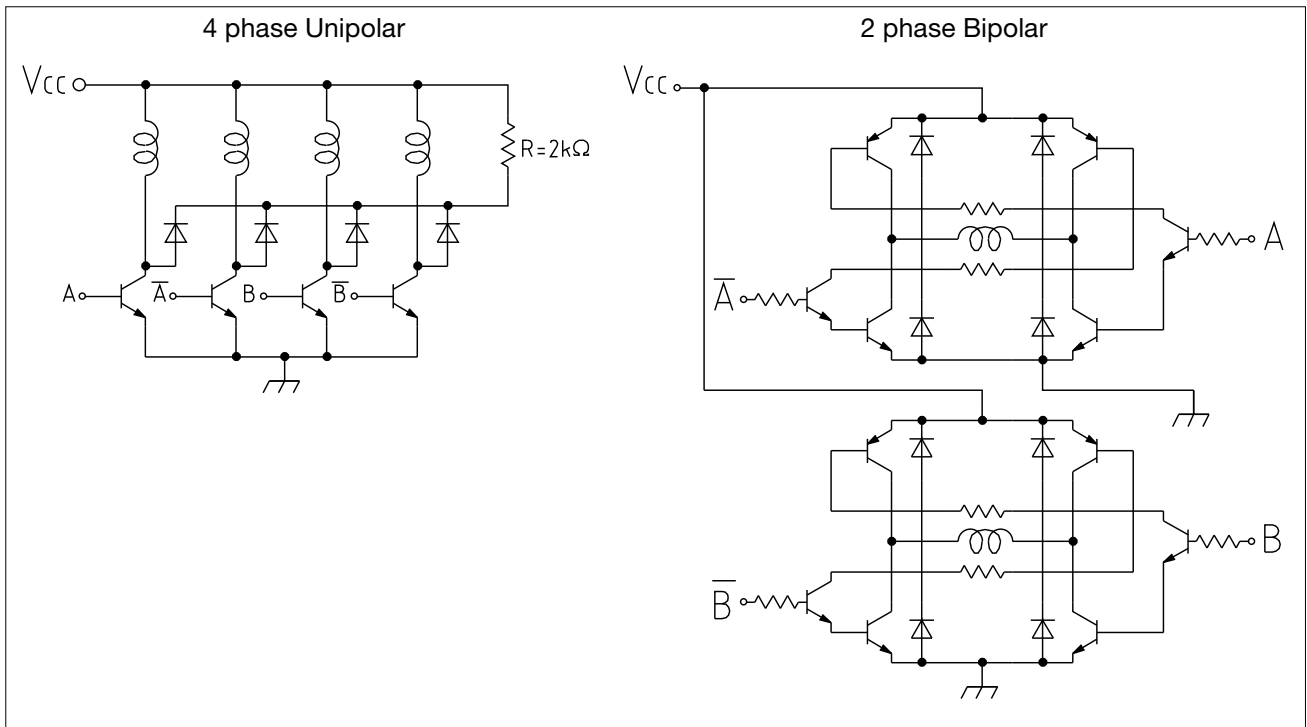 4 phase Unipolar
2 phase Bipolar
Vcc
R=2kΩ
A
A̅
B
B̅
Vcc
A
A̅
B
B̅